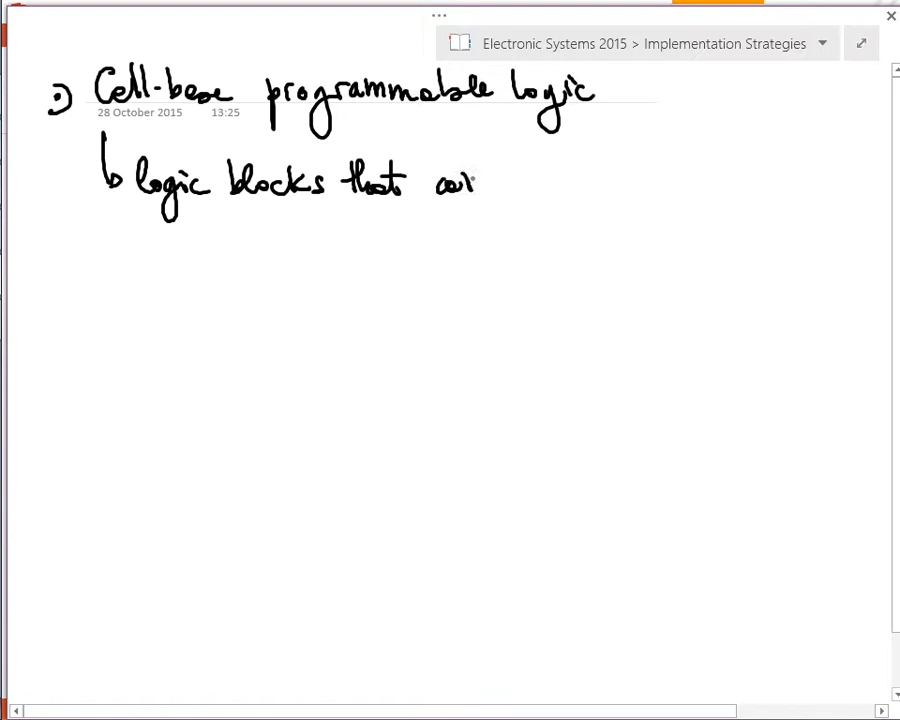 Electronic Systems 2015 > Implementation Strategies
Cell-base programmable logic
28 October 2015 13:25
logic blocks that